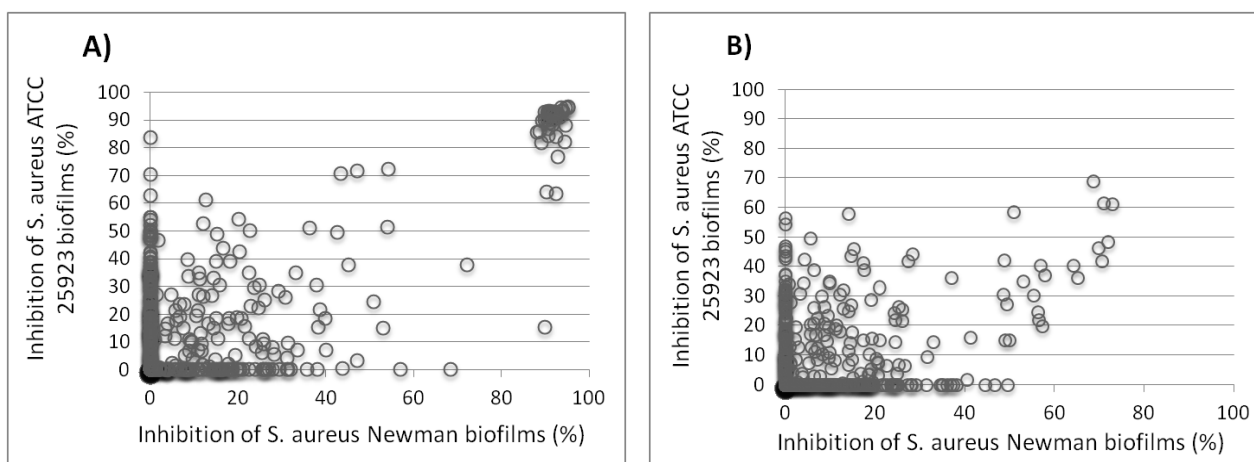 A)
Inhibition of S. aureus ATCC
25923 biofilms (%)
100
90
80
70
60
50
40
30
20
10
0
0 20 40 60 80 100
Inhibition of S. aureus Newman biofilms (%)
B)
Inhibition of S. aureus ATCC
25923 biofilms (%)
100
90
80
70
60
50
40
30
20
10
0
0 20 40 60 80 100
Inhibition of S. aureus Newman biofilms (%)